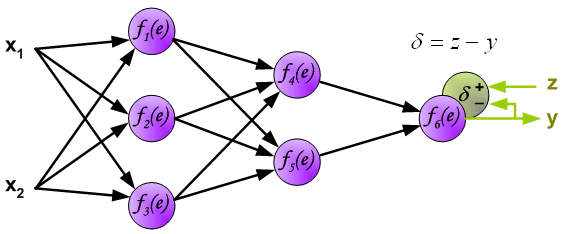 δ = z − y
x1
x2
f1(e)
f2(e)
f3(e)
f4(e)
f5(e)
f6(e)
δ + −
z
y